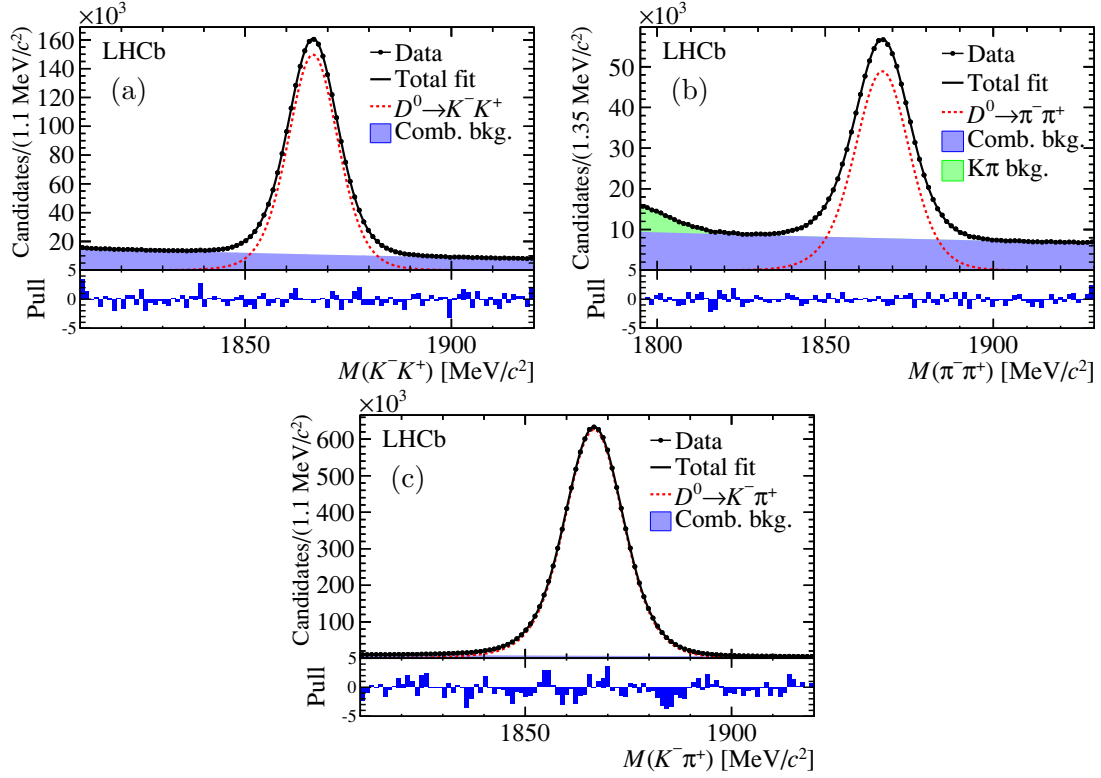 ×10³
LHCb
(a)
Data
Total fit
D⁰→K⁻K⁺
Comb. bkg.
Candidates/(1.1 MeV/c²)
160
140
120
100
80
60
40
20
5
0
-5
Pull
1850
1900
M(K⁻K⁺) [MeV/c²]
×10³
LHCb
(b)
Data
Total fit
D⁰→π⁻π⁺
Comb. bkg.
Kπ bkg.
Candidates/(1.35 MeV/c²)
50
40
30
20
10
5
0
-5
Pull
1800
1850
1900
M(π⁻π⁺) [MeV/c²]
×10³
LHCb
(c)
Data
Total fit
D⁰→K⁻π⁺
Comb. bkg.
Candidates/(1.1 MeV/c²)
600
500
400
300
200
100
5
0
-5
Pull
1850
1900
M(K⁻π⁺) [MeV/c²]